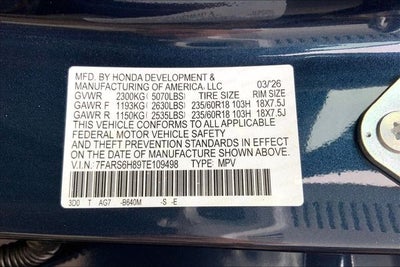 MFD. BY HONDA DEVELOPMENT &
MANUFACTURING OF AMERICA, LLC 03/26
GVWR 2300KG( 5070LBS) TIRE SIZE RIM SIZE
GAWR F 1193KG( 2630LBS) 235/60R18 103H 18X7.5J
GAWR R 1150KG( 2535LBS) 235/60R18 103H 18X7.5J
THIS VEHICLE CONFORMS TO ALL APPLICABLE
FEDERAL MOTOR VEHICLE SAFETY
AND THEFT PREVENTION STANDARDS IN EFFECT
ON THE DATE OF MANUFACTURE SHOWN ABOVE.
V.I.N.: 7FARS6H89TE109498 TYPE: MPV
3D0 T AG7 -B640M -S -E